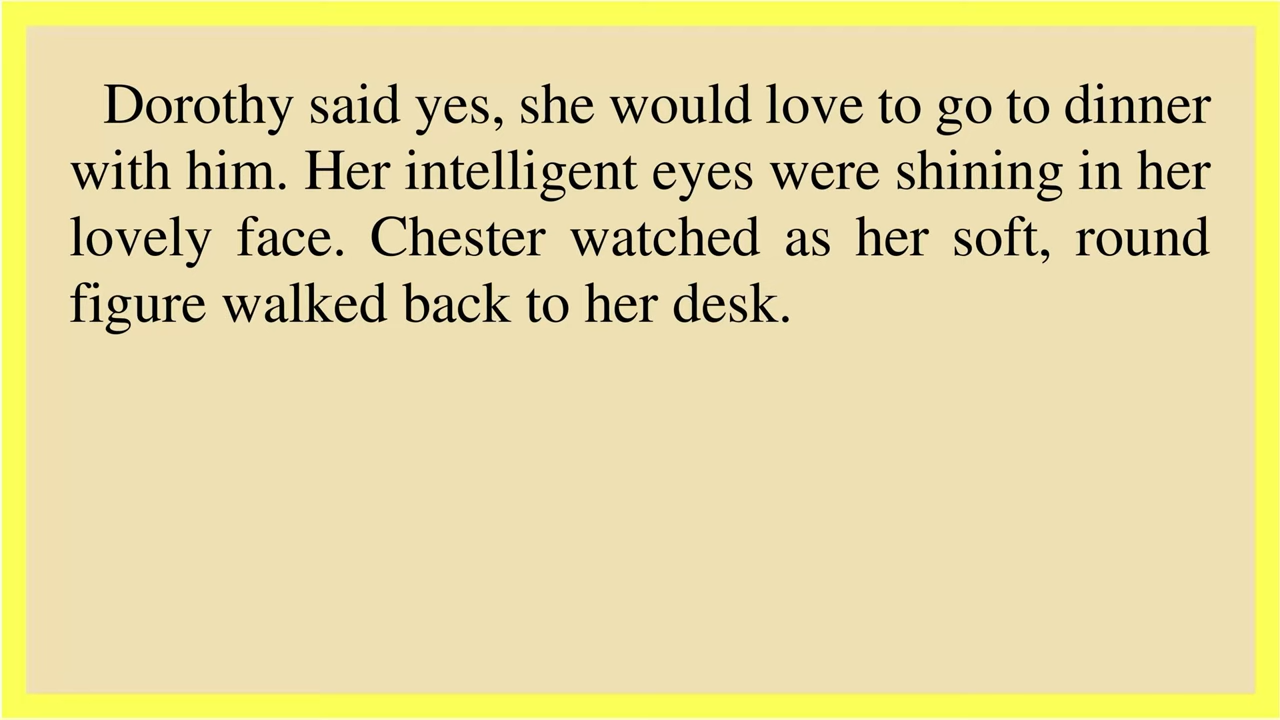 Dorothy said yes, she would love to go to dinner
with him. Her intelligent eyes were shining in her
lovely face. Chester watched as her soft, round
figure walked back to her desk.